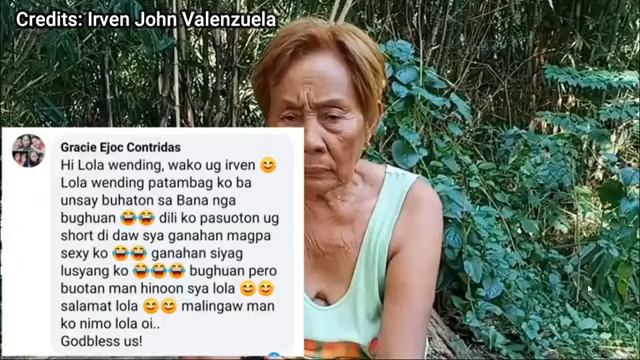 Credits: Irven John Valenzuela
Gracie Ejoc Contridas
Hi Lola wending, wako ug irven 😊
Lola wending patambag ko ba
unsay buhaton sa Bana nga
bughuan 😂😂 dili ko pasuoton ug
short di daw sya ganahan magpa
sexy ko 😂😂 ganahan siyag
lusyang ko 😂😂😂 bughuan pero
buotan man hinoon sya lola 😊😊
salamat lola 😊😊 malingaw man
ko nimo lola oi..
Godbless us!